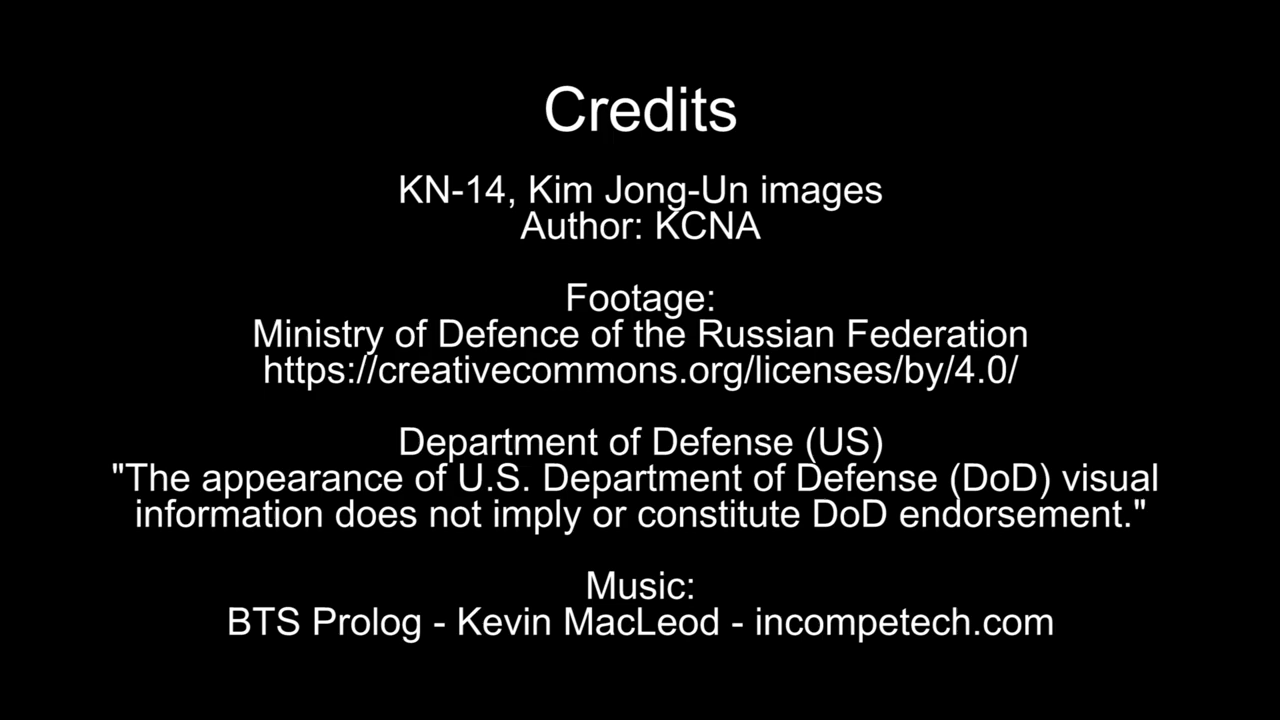 Credits
KN-14, Kim Jong-Un images
Author: KCNA
Footage:
Ministry of Defence of the Russian Federation
https://creativecommons.org/licenses/by/4.0/
Department of Defense (US)
"The appearance of U.S. Department of Defense (DoD) visual
information does not imply or constitute DoD endorsement."
Music:
BTS Prolog - Kevin MacLeod - incompetech.com